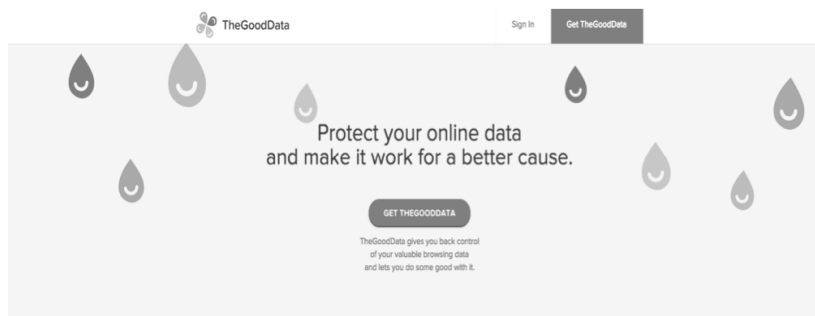 TheGoodData
Sign In
Get TheGoodData
Protect your online data
and make it work for a better cause.
GET THEGOODDATA
TheGoodData gives you back control
of your valuable browsing data
and lets you do some good with it.